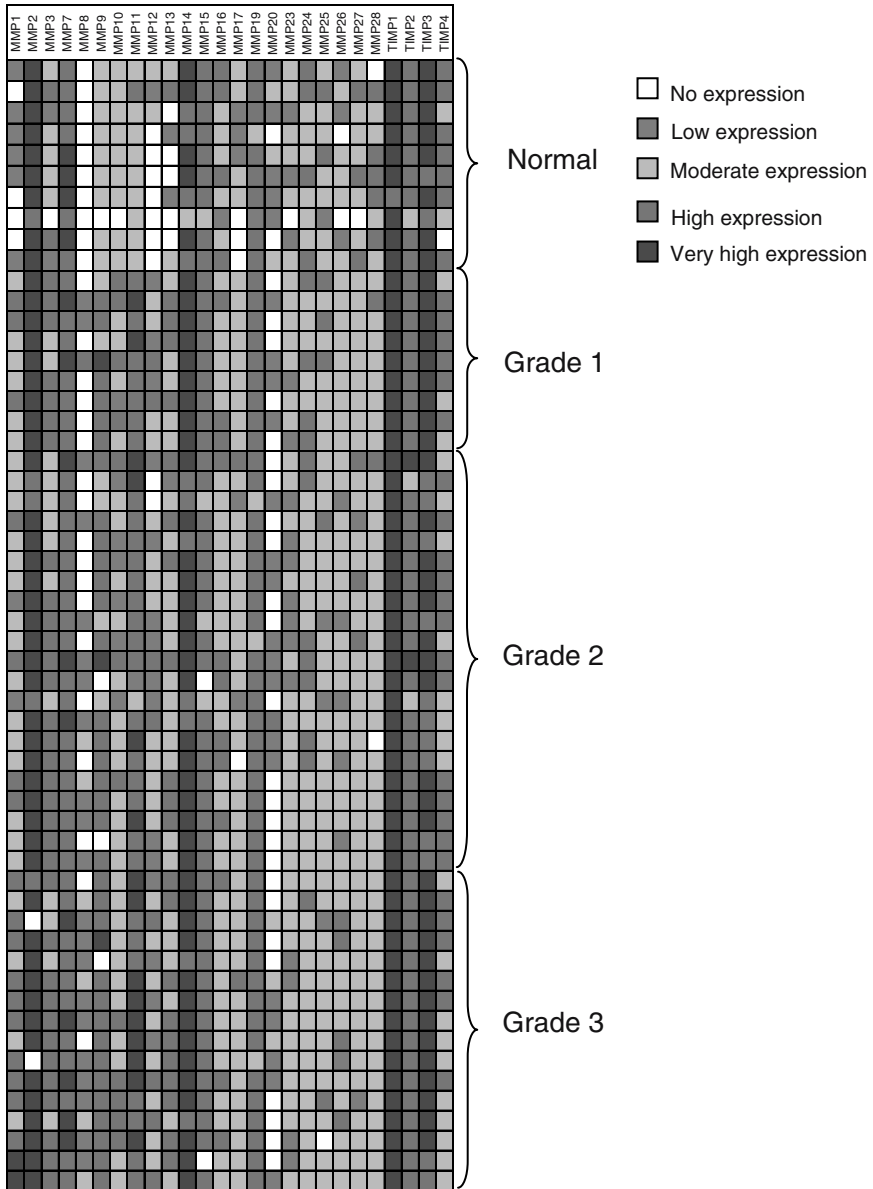 MMP1
MMP2
MMP3
MMP7
MMP8
MMP9
MMP10
MMP11
MMP12
MMP13
MMP14
MMP15
MMP16
MMP17
MMP19
MMP20
MMP23
MMP24
MMP25
MMP26
MMP27
MMP28
TIMP1
TIMP2
TIMP3
TIMP4
No expression
Low expression
Moderate expression
High expression
Very high expression
Normal
Grade 1
Grade 2
Grade 3